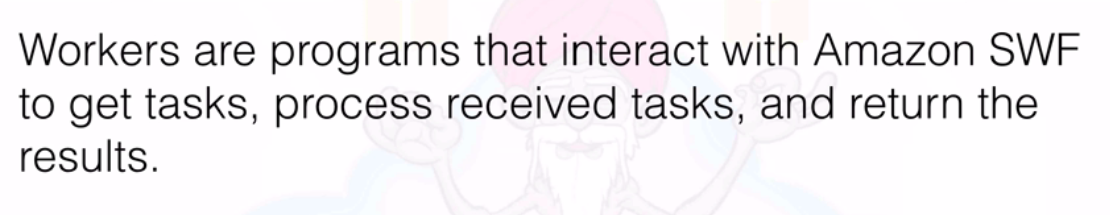 Workers are programs that interact with Amazon SWF
to get tasks, process received tasks, and return the
results.